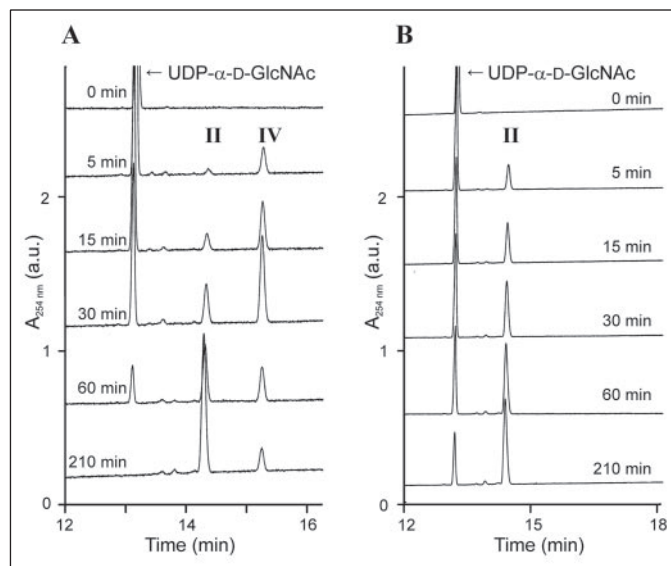 A
← UDP-α-D-GlcNAc
0 min
II
IV
5 min
2
15 min
30 min
1
60 min
210 min
0
12
14
16
Time (min)
A254 nm (a.u.)
B
← UDP-α-D-GlcNAc
0 min
II
5 min
2
15 min
30 min
1
60 min
210 min
0
12
15
18
Time (min)
A254 nm (a.u.)